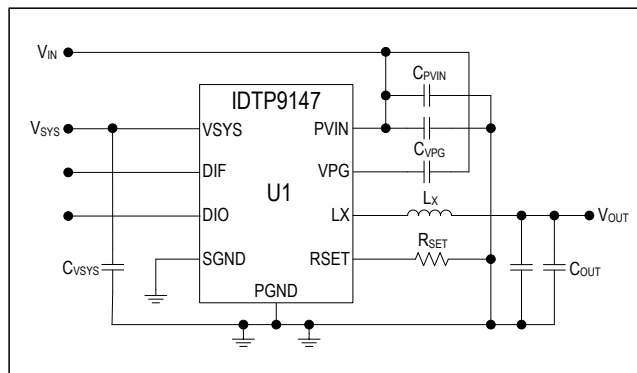 VIN
CPVIN
IDTP9147
VSYS
VSYS
PVIN
CVPG
DIF
VPG
U1
LX
DIO
LX
VOUT
RSET
CVSYS
SGND
RSET
COUT
PGND